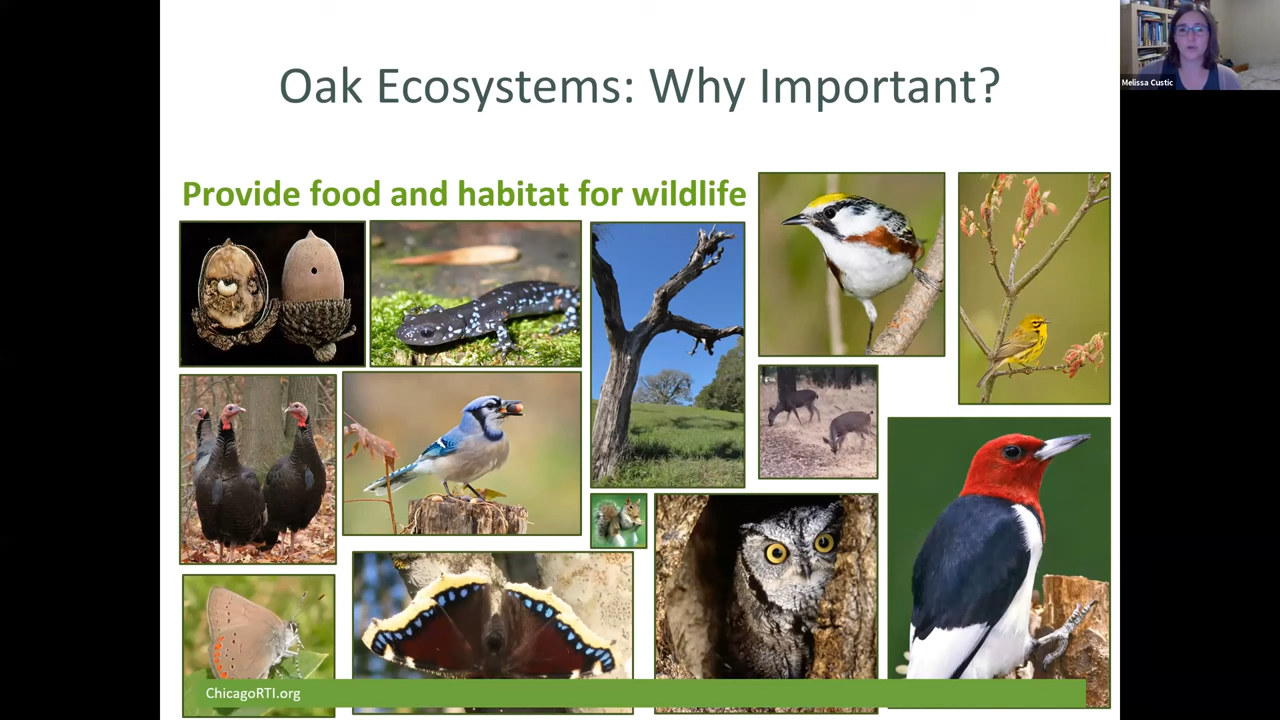 Oak Ecosystems: Why Important?
Melissa Custic
Provide food and habitat for wildlife
ChicagoRTI.org